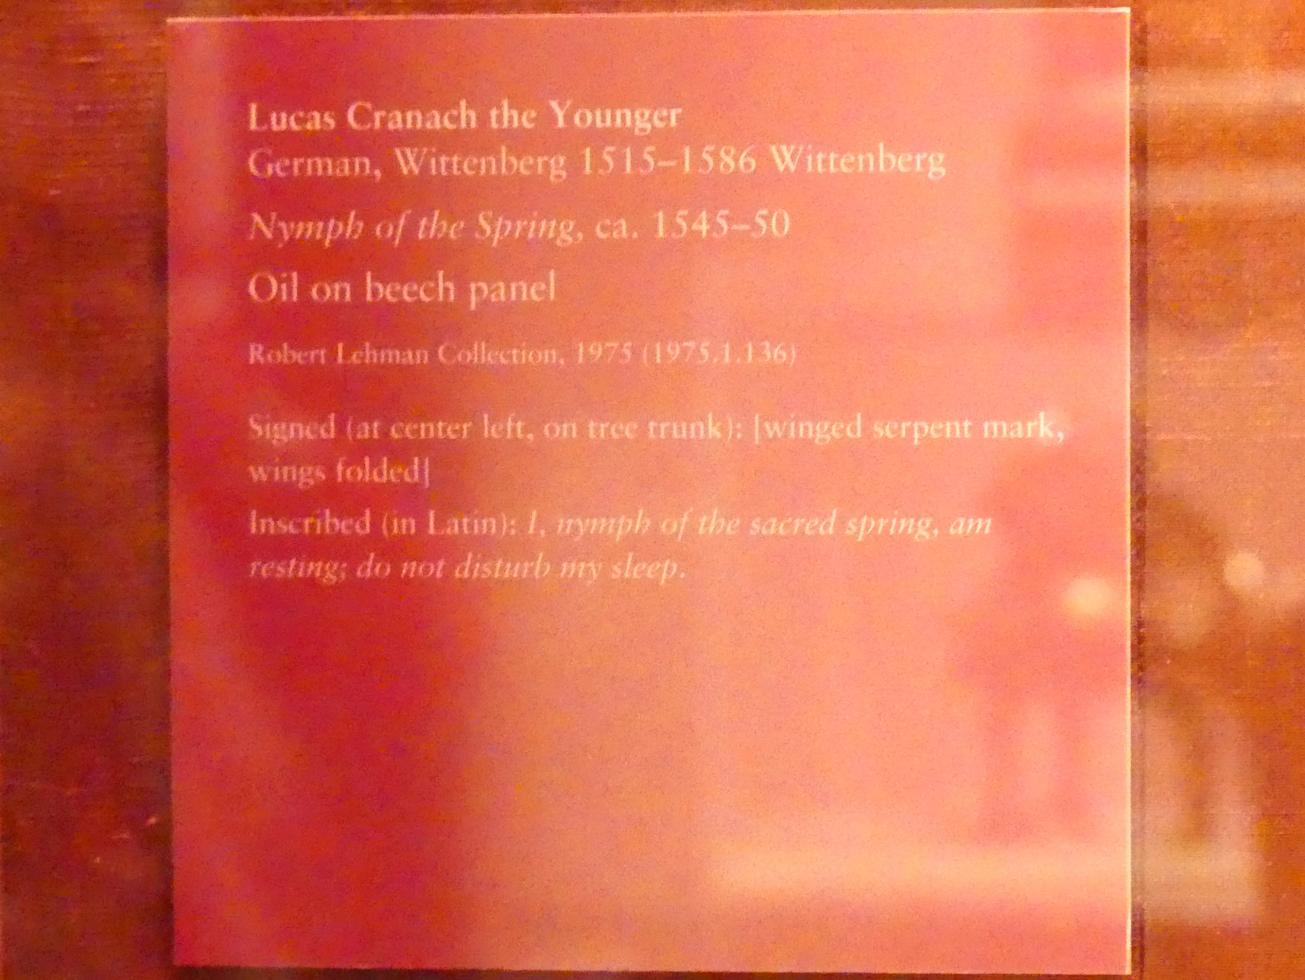 Lucas Cranach the Younger
German, Wittenberg 1515–1586 Wittenberg
Nymph of the Spring, ca. 1545–50
Oil on beech panel
Robert Lehman Collection, 1975 (1975.1.136)
Signed (at center left, on tree trunk): [winged serpent mark,
wings folded]
Inscribed (in Latin): I, nymph of the sacred spring, am
resting; do not disturb my sleep.